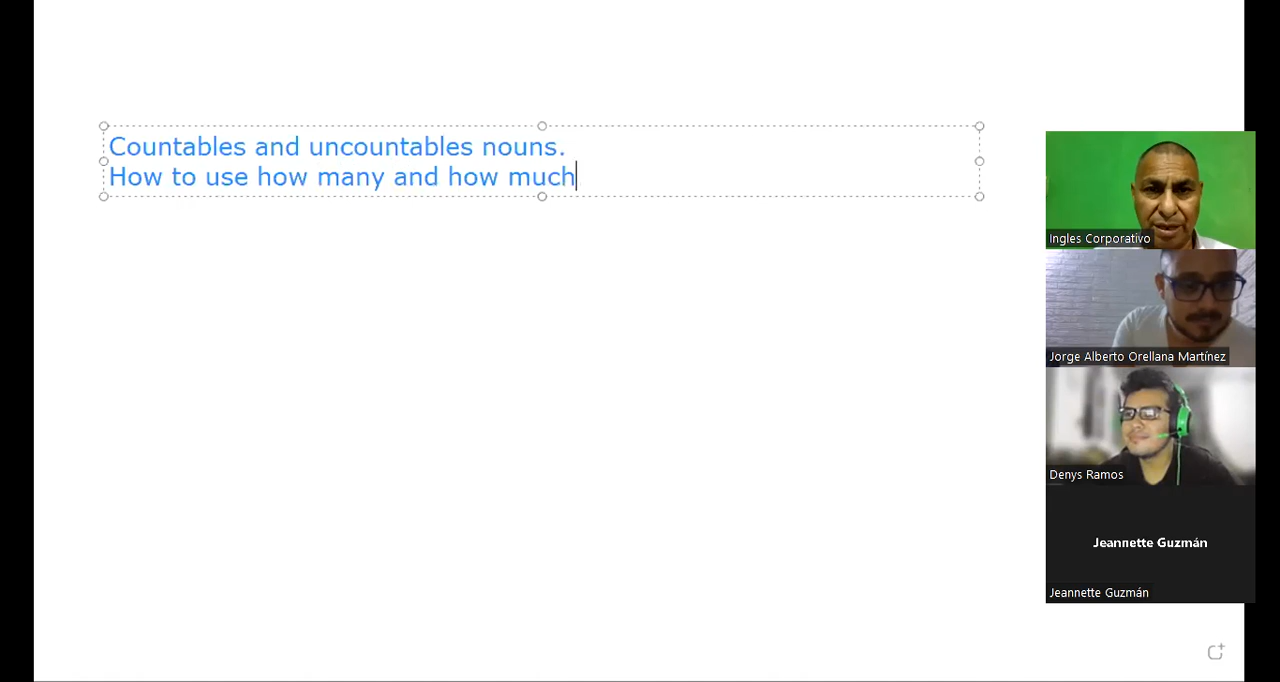 Countables and uncountables nouns.
How to use how many and how much
Ingles Corporativo
Jorge Alberto Orellana Martínez
Denys Ramos
Jeannette Guzmán
Jeannette Guzmán